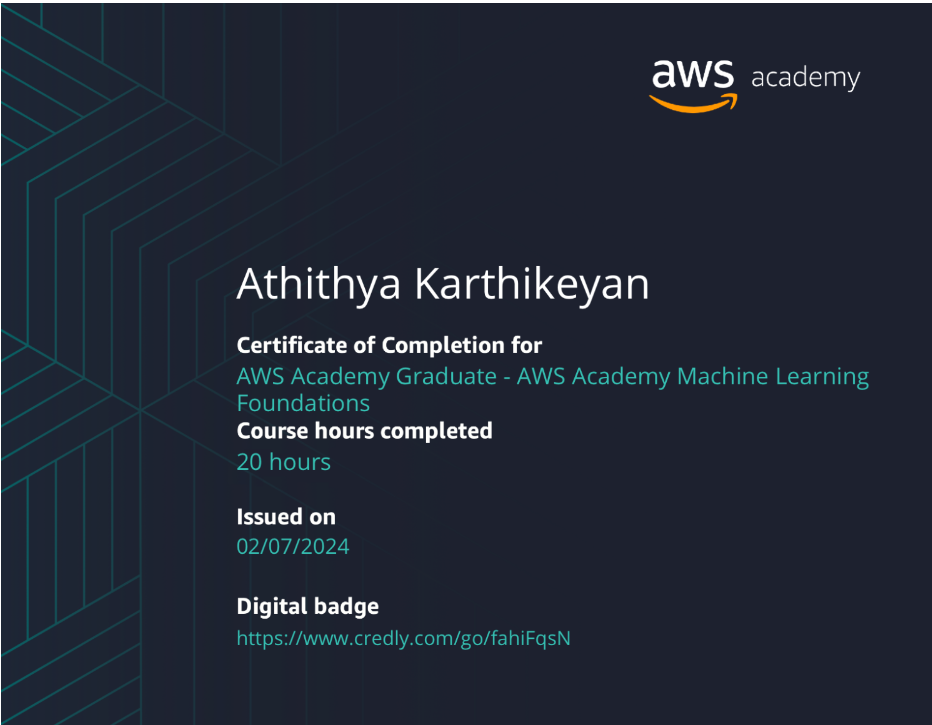 aws academy
Athithya Karthikeyan
Certificate of Completion for
AWS Academy Graduate - AWS Academy Machine Learning
Foundations
Course hours completed
20 hours
Issued on
02/07/2024
Digital badge
https://www.credly.com/go/fahiFqsN